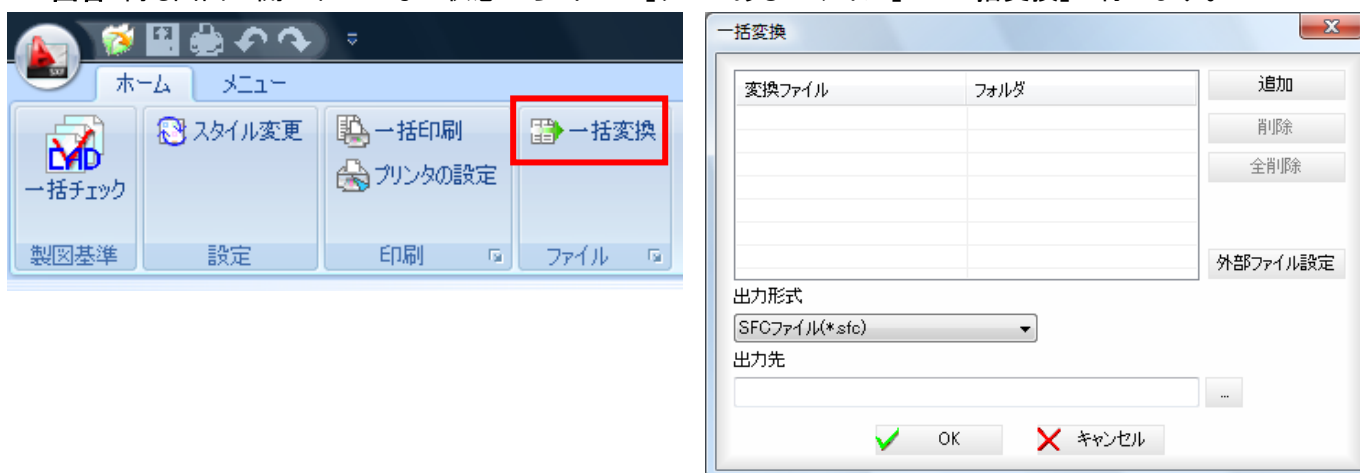 ホーム メニュー
一括チェック
製図基準
スタイル変更
設定
一括印刷
プリンタの設定
印刷
一括変換
ファイル
SXF
CAD
一括変換
変換ファイル フォルダ
追加
削除
全削除
外部ファイル設定
出力形式
SFCファイル(*.sfc)
出力先
...
OK キャンセル